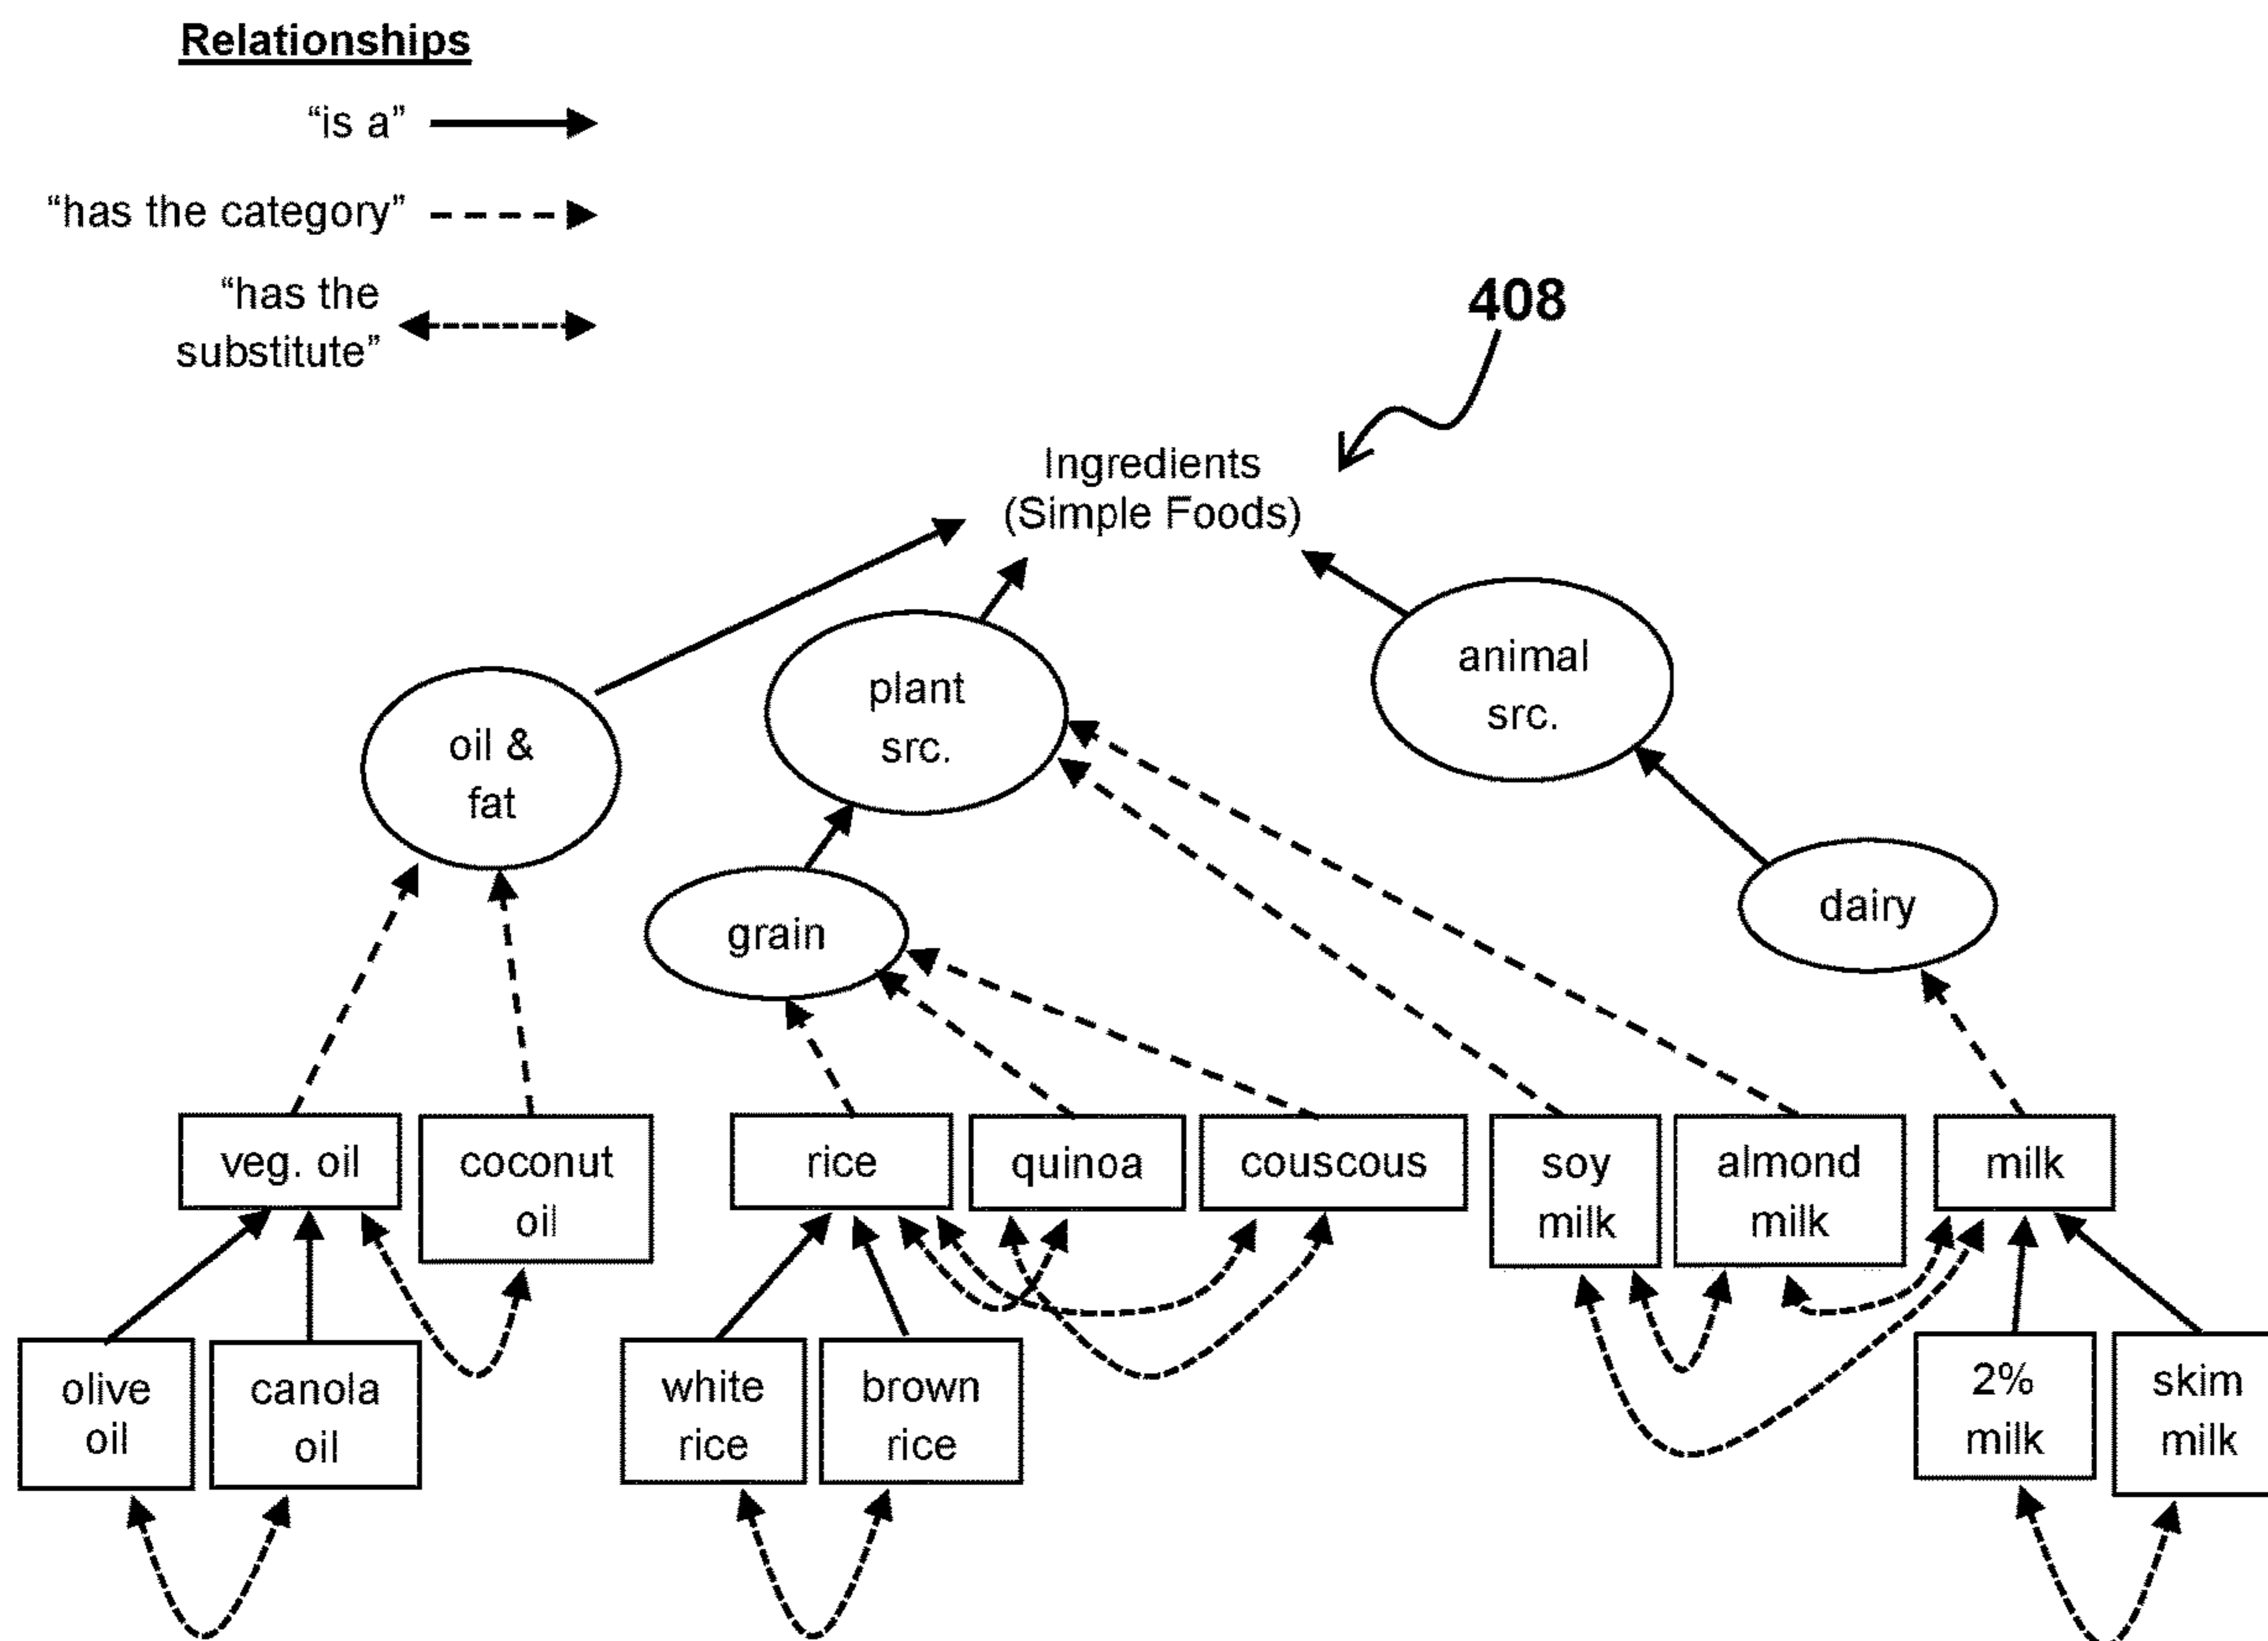 Relationships
“is a”
“has the category”
“has the
substitute”
408
Ingredients
(Simple Foods)
animal
src.
plant
src.
oil &
fat
dairy
grain
veg. oil
coconut
oil
rice
quinoa
couscous
soy
milk
almond
milk
milk
olive
oil
canola
oil
white
rice
brown
rice
2%
milk
skim
milk